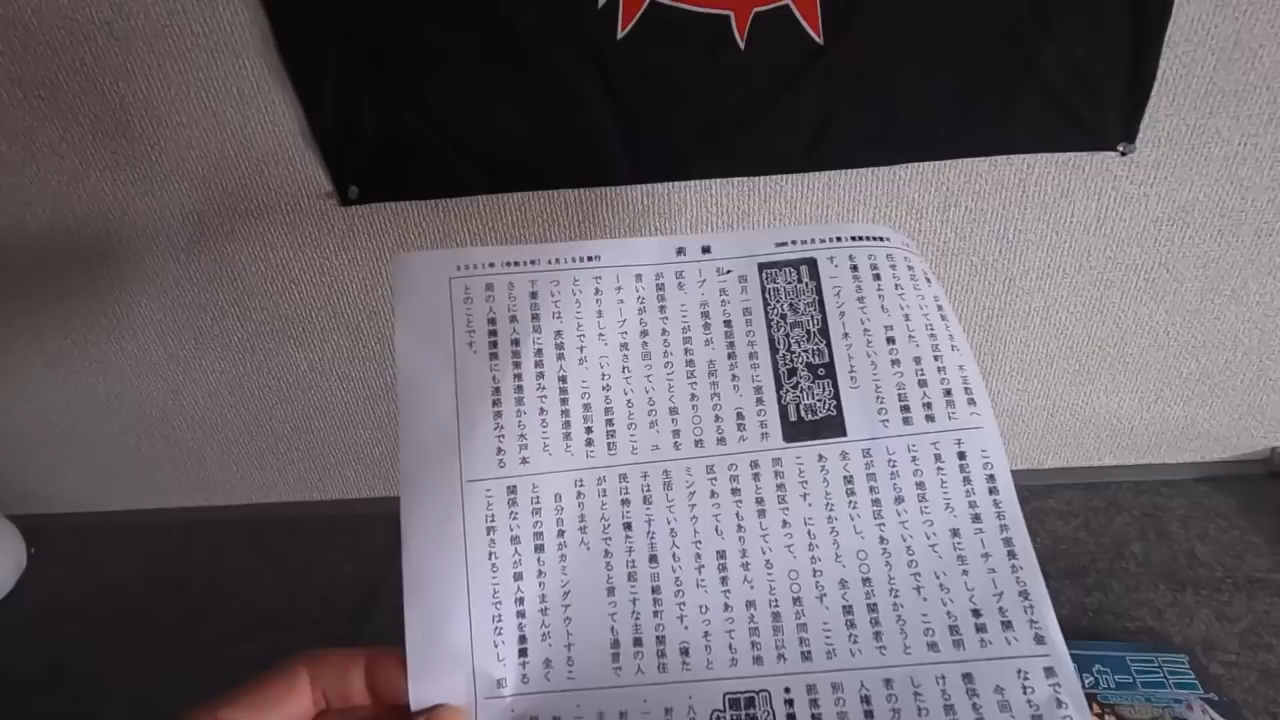 2021年(令和3年)4月15日発行
荊冠
の対応については市区町村の運用に
任せられていました。昔は個人情報
の保護よりも、戸籍の持つ公証機能
を優先させていたということなので
す。―(インターネットより)
=古河市人権・男女
共同参画室から情報
提供がありました=
四月一四日の午前中に室長の石井
弘一氏から電話連絡があり、(鳥取ル
ープ・示現舎)が、古河市内のある地
区を、ここが同和地区であり〇〇姓
が関係者であるかのごとく独り言を
言いながら歩き回っているのが、ユ
ーチューブで流されているとのこと
でありました。(いわゆる部落探訪)
ということですが、この差別事象に
ついては、茨城県人権施策推進室と、
下妻法務局に連絡済みであること、
さらに県人権施策推進室から水戸本
局の人権擁護課にも連絡済みである
とのことです。
この連絡を石井室長から受けた金
子書記長が早速ユーチューブを開い
て見たところ、実に生々しく事細か
にその地区について、いちいち説明
しながら歩いているのです。この地
区が同和地区であろうとなかろうと
全く関係ないし、〇〇姓が関係者で
あろうとなかろうと、全く関係ない
ことです。にもかかわらず、ここが
同和地区であって、〇〇姓が同和関
係者と発言していることは差別以外
の何物でもありません。例え同和地
区であっても、関係者であってもカ
ミングアウトできずに、ひっそりと
生活している人もいるのです。(寝た
子は起こすな主義)旧総和町の関係住
民は特に寝た子は起こすな主義の人
がほとんどであると言っても過言で
はありません。
自分自身がカミングアウトするこ
とは何の問題もありませんが、全く
関係ない他人が個人情報を暴露する
ことは許されることではないし、犯